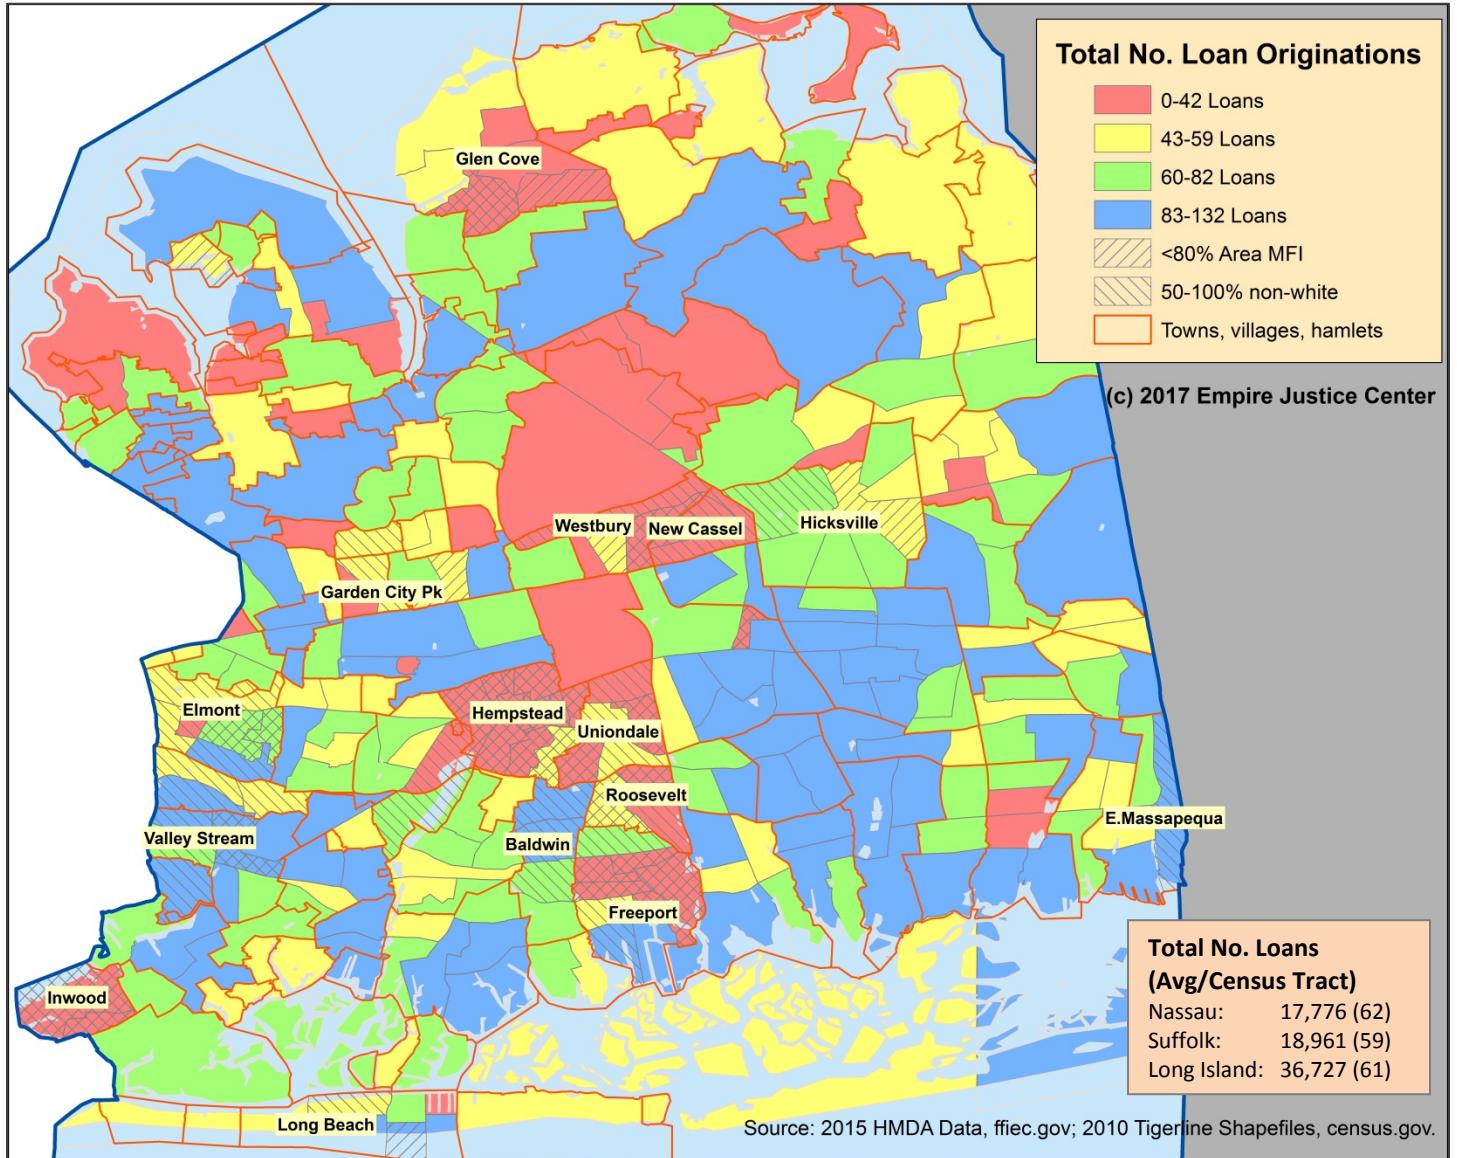 Total No. Loan Originations
0-42 Loans
43-59 Loans
60-82 Loans
83-132 Loans
<80% Area MFI
50-100% non-white
Towns, villages, hamlets
(c) 2017 Empire Justice Center
Glen Cove
Westbury
New Cassel
Hicksville
Garden City Pk
Elmont
Hempstead
Uniondale
Roosevelt
Valley Stream
Baldwin
E.Massapequa
Freeport
Inwood
Long Beach
Total No. Loans
(Avg/Census Tract)
Nassau: 17,776 (62)
Suffolk: 18,961 (59)
Long Island: 36,727 (61)
Source: 2015 HMDA Data, ffiec.gov; 2010 Tigerline Shapefiles, census.gov.